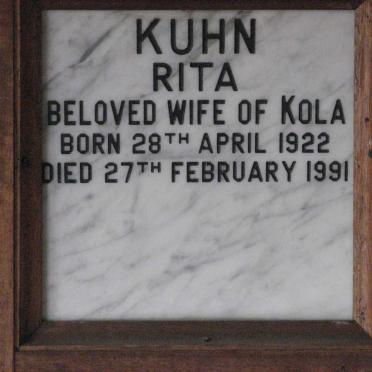 KUHN
RITA
BELOVED WIFE OF KOLA
BORN 28TH APRIL 1922
DIED 27TH FEBRUARY 1991